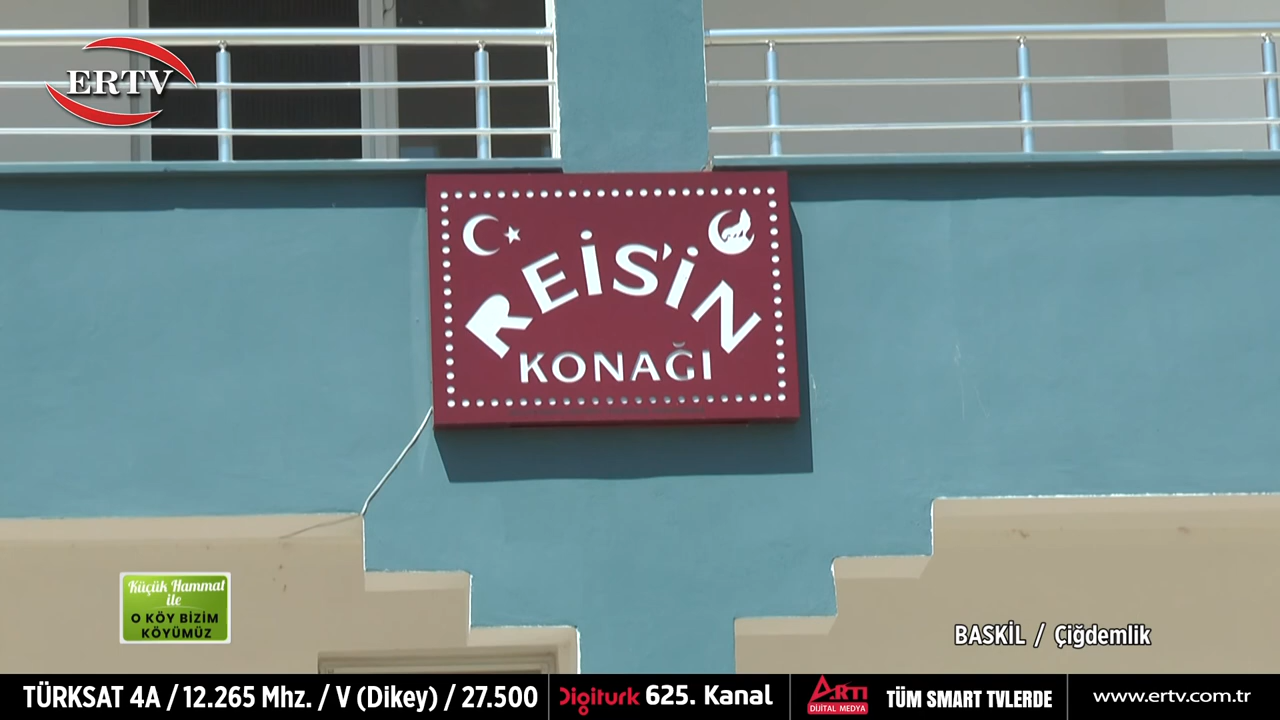 ERTV
REİS'İN
KONAĞI
Küçük Hammat
ile
O KÖY BİZİM
KÖYÜMÜZ
BASKİL / Çiğdemlik
TÜRKSAT 4A / 12.265 Mhz. / V (Dikey) / 27.500
Digiturk 625. Kanal
ARTI
DİJİTAL MEDYA
TÜM SMART TVLERDE
www.ertv.com.tr